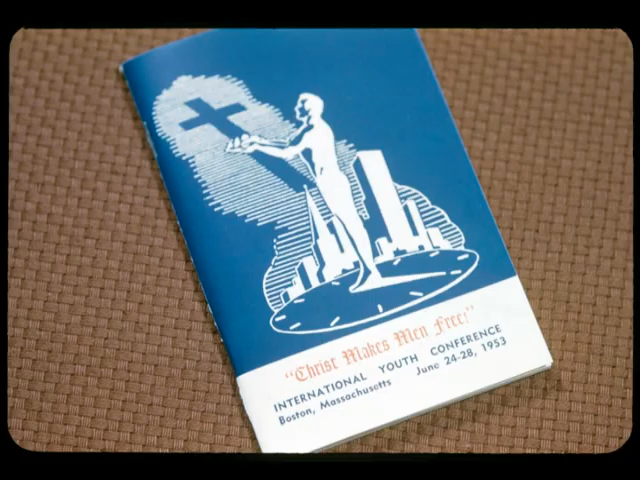 "Christ Makes Men Free!"
INTERNATIONAL YOUTH CONFERENCE
Boston, Massachusetts June 24-28, 1953